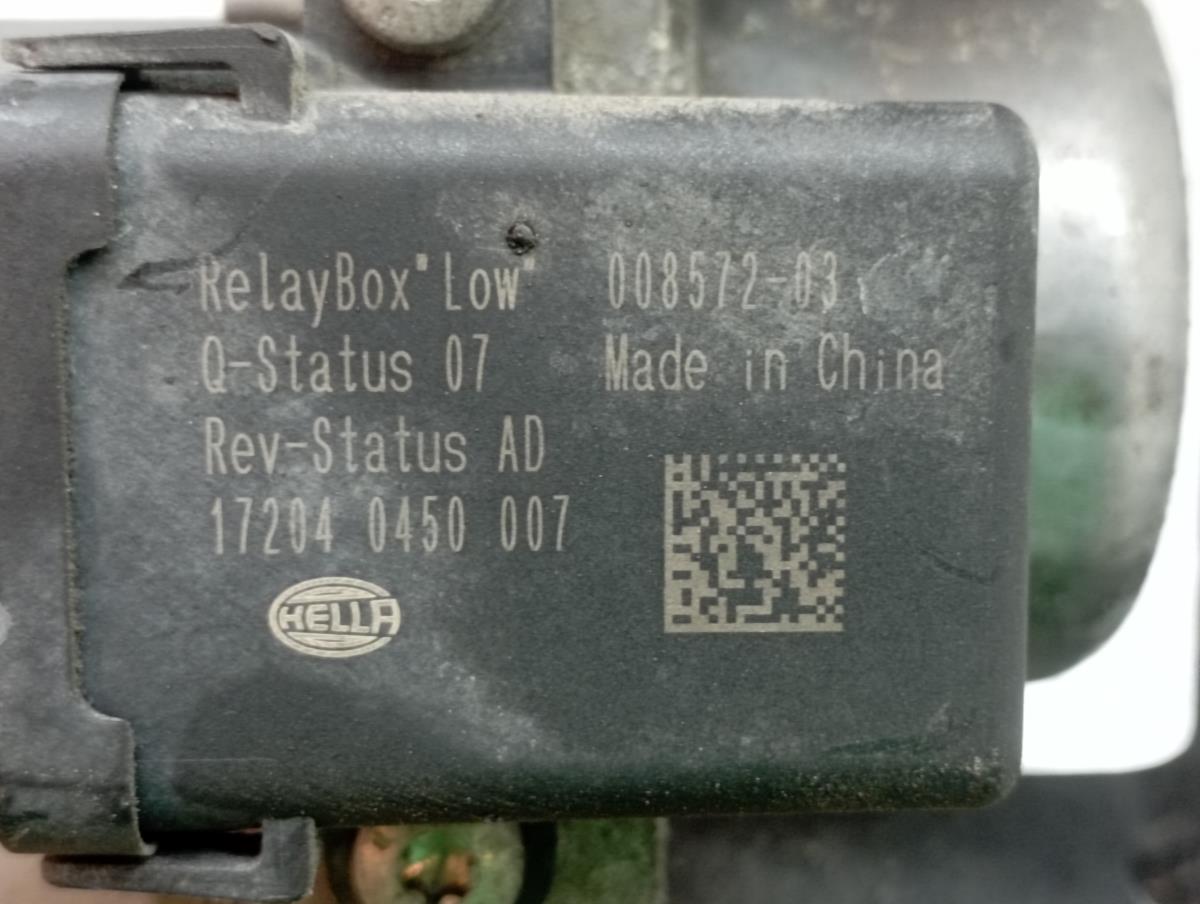 RelayBox "Low" 008572-03
Q-Status 07 Made in China
Rev-Status AD
17204 0450 007
HELLA